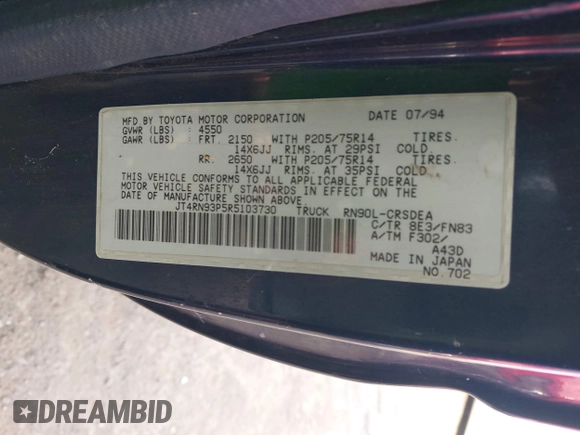 MFD BY TOYOTA MOTOR CORPORATION DATE 07/94
GVWR (LBS) : 4550
GAWR (LBS) : FRT. 2150 WITH P205/75R14 TIRES.
14X6JJ RIMS. AT 29PSI COLD.
RR. 2650 WITH P205/75R14 TIRES.
14X6JJ RIMS. AT 35PSI COLD.
THIS VEHICLE CONFORMS TO ALL APPLICABLE FEDERAL
MOTOR VEHICLE SAFETY STANDARDS IN EFFECT ON THE
DATE OF MANUFACTURE SHOWN ABOVE.
JT4RN93P5R5103730 TRUCK RN90L-CRSDEA
C/TR 8E3/FN83
A/TM F302/
A43D
MADE IN JAPAN
NO.702
DREAMBID